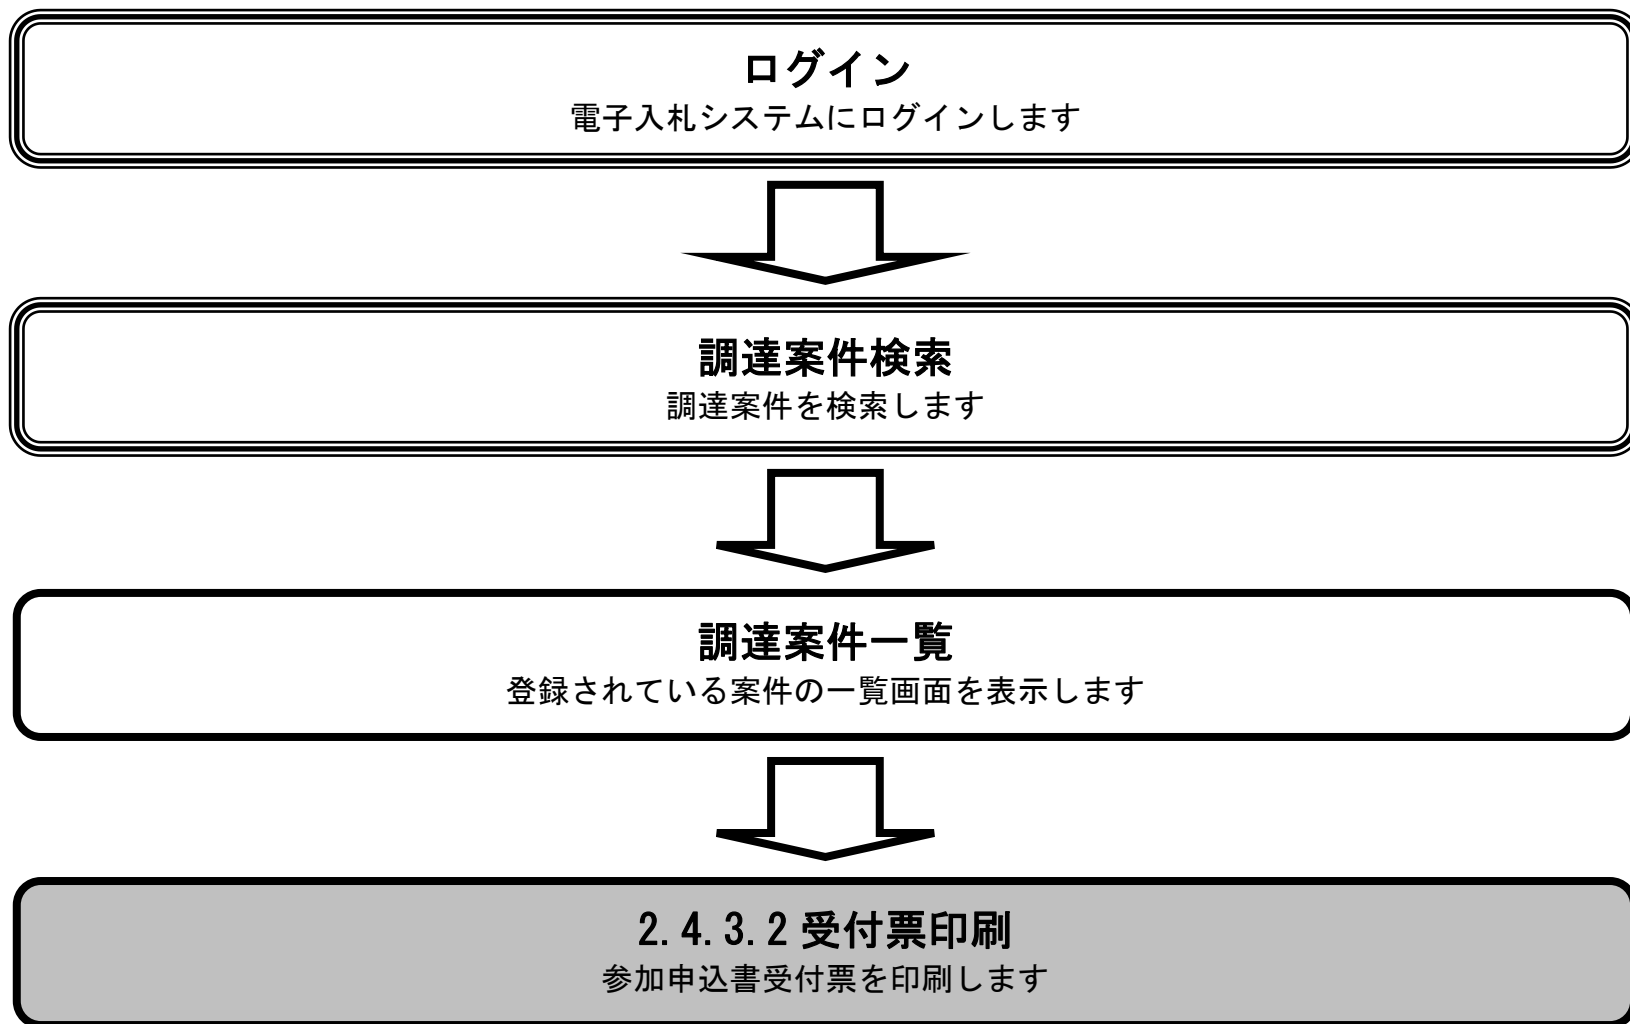 ログイン
電子入札システムにログインします
調達案件検索
調達案件を検索します
調達案件一覧
登録されている案件の一覧画面を表示します
2.4.3.2 受付票印刷
参加申込書受付票を印刷します